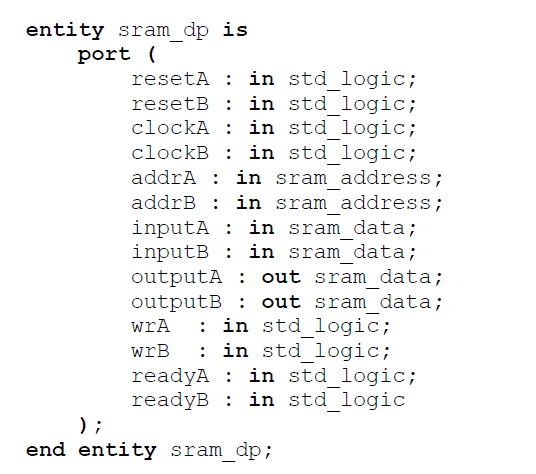 entity sram_dp is
    port (
        resetA : in std_logic;
        resetB : in std_logic;
        clockA : in std_logic;
        clockB : in std_logic;
        addrA : in sram_address;
        addrB : in sram_address;
        inputA : in sram_data;
        inputB : in sram_data;
        outputA : out sram_data;
        outputB : out sram_data;
        wrA  : in std_logic;
        wrB  : in std_logic;
        readyA : in std_logic;
        readyB : in std_logic
    );
end entity sram_dp;